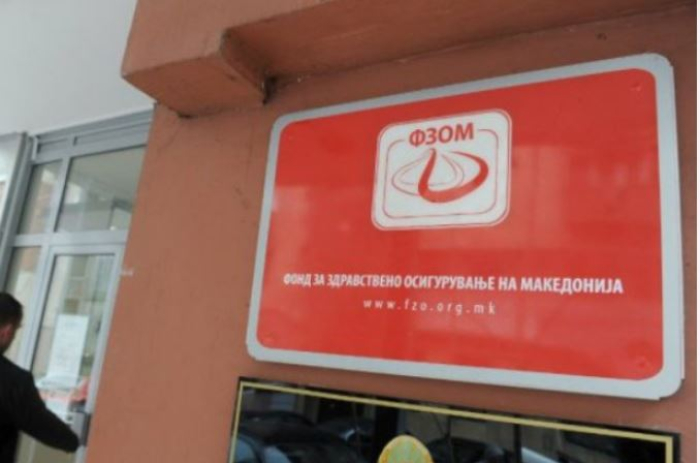 ФЗОМ
ФОНД ЗА ЗДРАВСТВЕНО ОСИГУРУВАЊЕ НА МАКЕДОНИЈА
www.fzo.org.mk